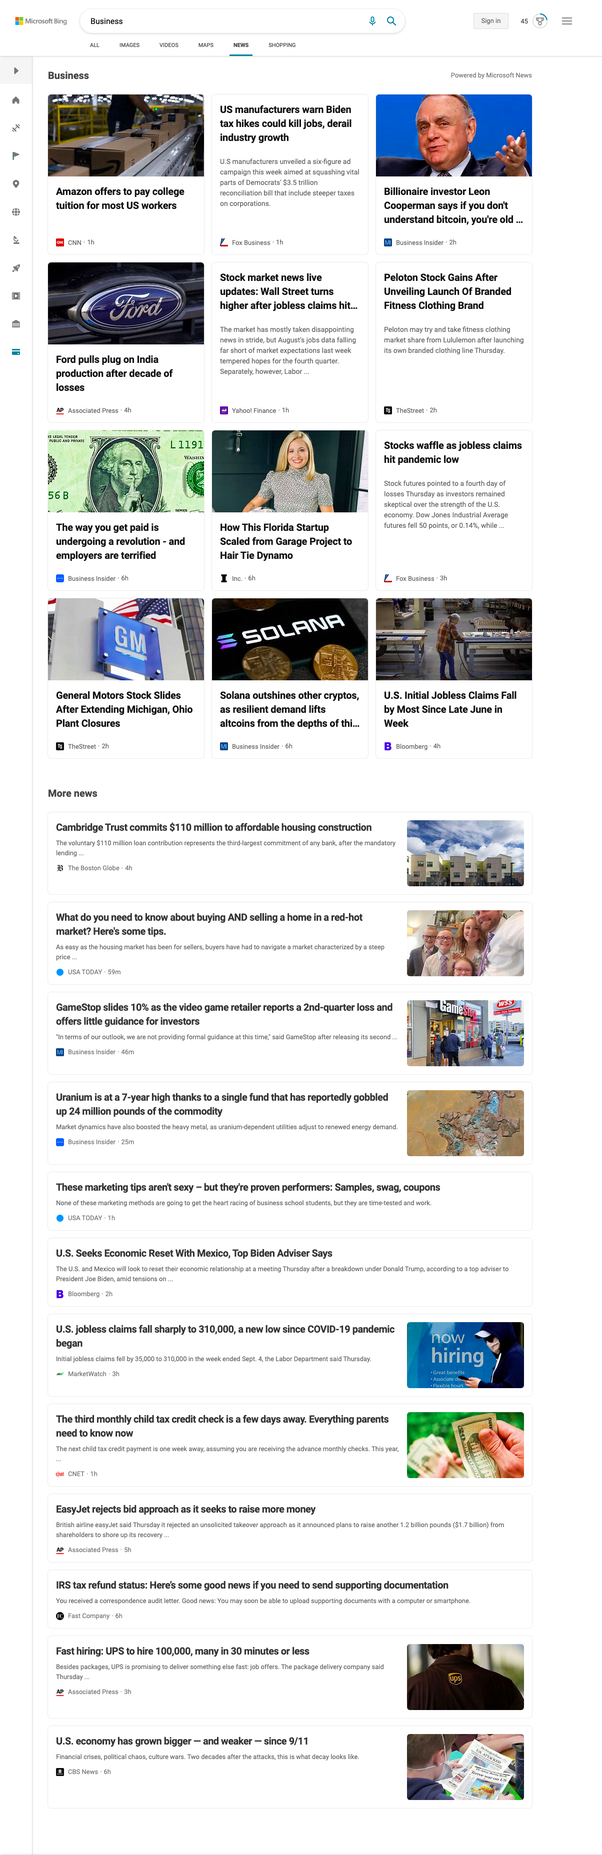 Microsoft Bing
Business
Sign in
45
ALL
IMAGES
VIDEOS
MAPS
NEWS
SHOPPING
Business
Powered by Microsoft News
Amazon offers to pay college
tuition for most US workers
CNN · 1h
US manufacturers warn Biden
tax hikes could kill jobs, derail
industry growth
U.S manufacturers unveiled a six-figure ad
campaign this week aimed at squashing vital
parts of Democrats' $3.5 trillion
reconciliation bill that include steeper taxes
on corporations.
Fox Business · 1h
Billionaire investor Leon
Cooperman says if you don't
understand bitcoin, you're old ...
Business Insider · 2h
Ford
Ford pulls plug on India
production after decade of
losses
Associated Press · 4h
Stock market news live
updates: Wall Street turns
higher after jobless claims hit...
The market has mostly taken disappointing
news in stride, but August's jobs data falling
far short of market expectations last week
tempered hopes for the fourth quarter.
Separately, however, Labor ...
Yahoo! Finance · 1h
Peloton Stock Gains After
Unveiling Launch Of Branded
Fitness Clothing Brand
Peloton may try and take fitness clothing
market share from Lululemon after launching
its own branded clothing line Thursday.
TheStreet · 2h
L1191
56 B
The way you get paid is
undergoing a revolution - and
employers are terrified
Business Insider · 6h
How This Florida Startup
Scaled from Garage Project to
Hair Tie Dynamo
Inc. · 6h
Stocks waffle as jobless claims
hit pandemic low
Stock futures pointed to a fourth day of
losses Thursday as investors remained
skeptical over the strength of the U.S.
economy. Dow Jones Industrial Average
futures fell 50 points, or 0.14%, while ...
Fox Business · 3h
GM
General Motors Stock Slides
After Extending Michigan, Ohio
Plant Closures
TheStreet · 2h
SOLANA
Solana outshines other cryptos,
as resilient demand lifts
altcoins from the depths of thi...
Business Insider · 6h
U.S. Initial Jobless Claims Fall
by Most Since Late June in
Week
Bloomberg · 4h
More news
Cambridge Trust commits $110 million to affordable housing construction
The voluntary $110 million loan contribution represents the third-largest commitment of any bank, after the mandatory
lending ...
The Boston Globe · 4h
What do you need to know about buying AND selling a home in a red-hot
market? Here's some tips.
As easy as the housing market has been for sellers, buyers have had to navigate a market characterized by a steep
price ...
USA TODAY · 59m
GameStop slides 10% as the video game retailer reports a 2nd-quarter loss and
offers little guidance for investors
"In terms of our outlook, we are not providing formal guidance at this time," said GameStop after releasing its second ...
Business Insider · 46m
GameStop
Uranium is at a 7-year high thanks to a single fund that has reportedly gobbled
up 24 million pounds of the commodity
Market dynamics have also boosted the heavy metal, as uranium-dependent utilities adjust to renewed energy demand.
Business Insider · 25m
These marketing tips aren't sexy – but they're proven performers: Samples, swag, coupons
None of these marketing methods are going to get the heart racing of business school students, but they are time-tested and work.
USA TODAY · 1h
U.S. Seeks Economic Reset With Mexico, Top Biden Adviser Says
The U.S. and Mexico will look to reset their economic relationship at a meeting Thursday after a breakdown under Donald Trump, according to a top adviser to
President Joe Biden, amid tensions on ...
Bloomberg · 2h
U.S. jobless claims fall sharply to 310,000, a new low since COVID-19 pandemic
began
Initial jobless claims fell by 35,000 to 310,000 in the week ended Sept. 4, the Labor Department said Thursday.
MarketWatch · 3h
now
hiring
• Great benefits
The third monthly child tax credit check is a few days away. Everything parents
need to know now
The next child tax credit payment is one week away, assuming you are receiving the advance monthly checks. This year,
...
CNET · 1h
EasyJet rejects bid approach as it seeks to raise more money
British airline easyJet said Thursday it rejected an unsolicited takeover approach as it announced plans to raise another 1.2 billion pounds ($1.7 billion) from
shareholders to shore up its recovery ...
Associated Press · 5h
IRS tax refund status: Here's some good news if you need to send supporting documentation
You received a correspondence audit letter. Good news: You may soon be able to upload supporting documents with a computer or smartphone.
Fast Company · 6h
Fast hiring: UPS to hire 100,000, many in 30 minutes or less
Besides packages, UPS is promising to deliver something else fast: job offers. The package delivery company said
Thursday ...
Associated Press · 3h
ups
U.S. economy has grown bigger — and weaker — since 9/11
Financial crises, political chaos, culture wars. Two decades after the attacks, this is what decay looks like.
CBS News · 6h